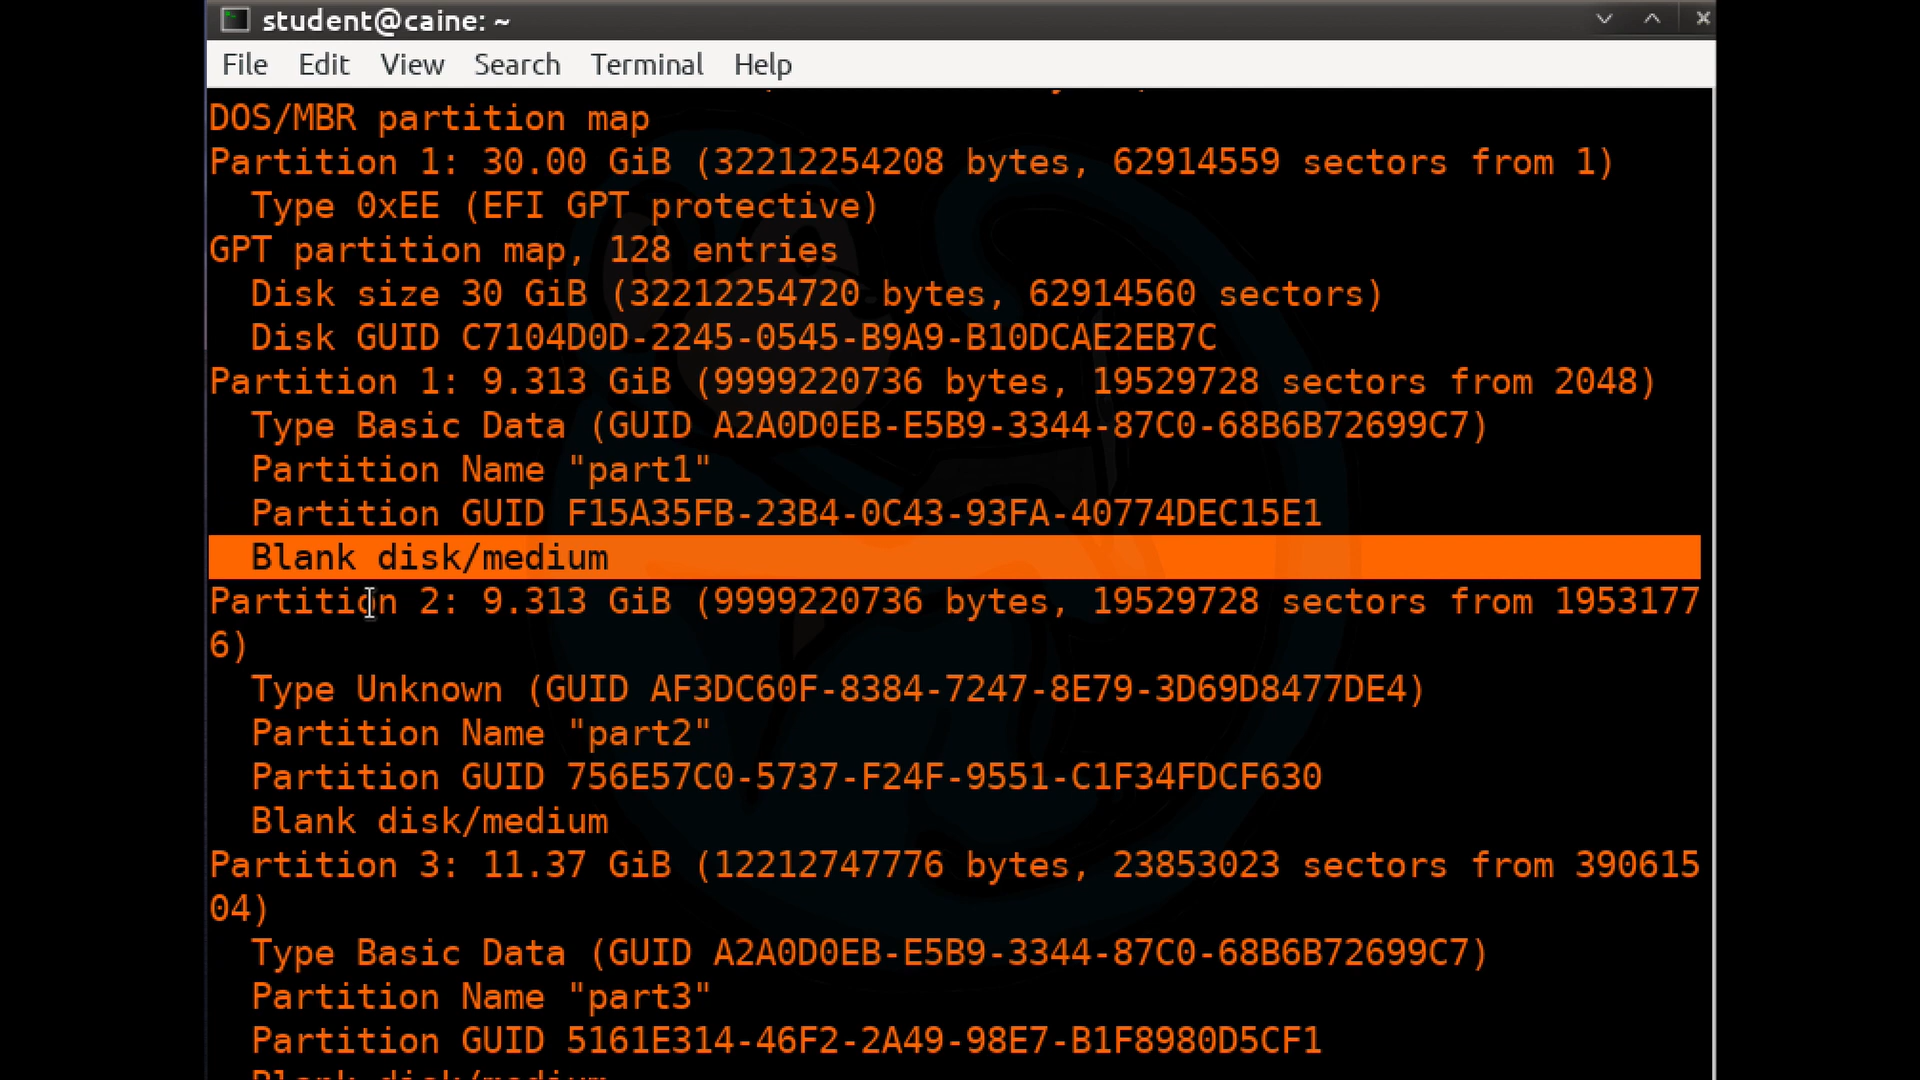 student@caine: ~
File Edit View Search Terminal Help
DOS/MBR partition map
Partition 1: 30.00 GiB (32212254208 bytes, 62914559 sectors from 1)
Type 0xEE (EFI GPT protective)
GPT partition map, 128 entries
Disk size 30 GiB (32212254720 bytes, 62914560 sectors)
Disk GUID C7104D0D-2245-0545-B9A9-B10DCAE2EB7C
Partition 1: 9.313 GiB (9999220736 bytes, 19529728 sectors from 2048)
Type Basic Data (GUID A2A0D0EB-E5B9-3344-87C0-68B6B72699C7)
Partition Name "part1"
Partition GUID F15A35FB-23B4-0C43-93FA-40774DEC15E1
Blank disk/medium
Partition 2: 9.313 GiB (9999220736 bytes, 19529728 sectors from 1953177
6)
Type Unknown (GUID AF3DC60F-8384-7247-8E79-3D69D8477DE4)
Partition Name "part2"
Partition GUID 756E57C0-5737-F24F-9551-C1F34FDCF630
Blank disk/medium
Partition 3: 11.37 GiB (12212747776 bytes, 23853023 sectors from 390615
04)
Type Basic Data (GUID A2A0D0EB-E5B9-3344-87C0-68B6B72699C7)
Partition Name "part3"
Partition GUID 5161E314-46F2-2A49-98E7-B1F8980D5CF1
Blank disk/medium